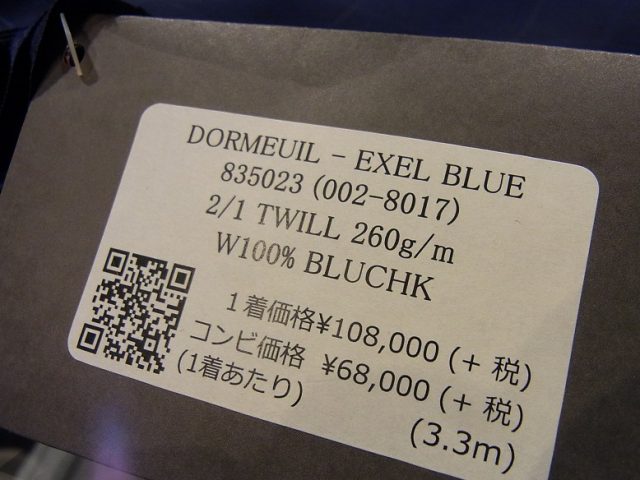 DORMEUIL - EXEL BLUE
835023 (002-8017)
2/1 TWILL 260g/m
W100% BLUCHK
1着価格¥108,000 (+ 税)
コンビ価格 ¥68,000 (+ 税)
(1着あたり) (3.3m)